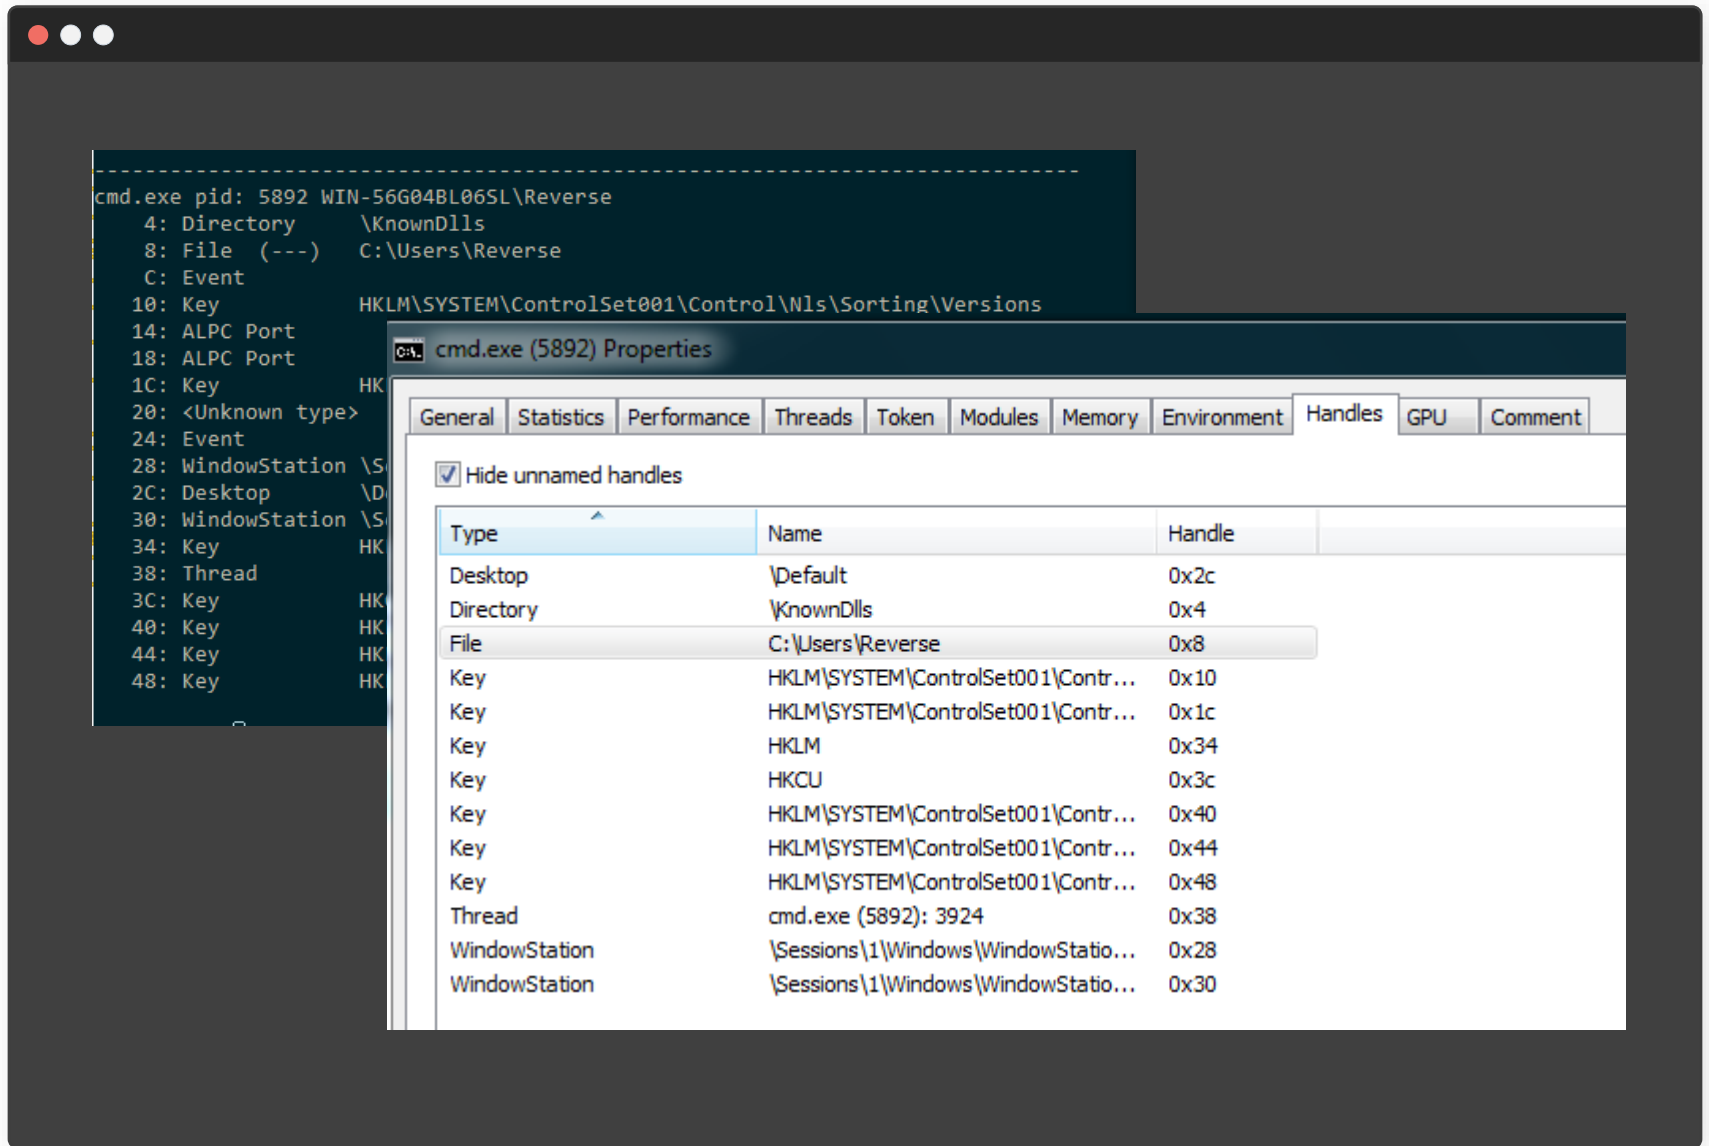 --------------------------------------------------------------------------------
cmd.exe pid: 5892 WIN-56G04BL06SL\Reverse
4: Directory \KnownDlls
8: File (---) C:\Users\Reverse
C: Event
10: Key HKLM\SYSTEM\ControlSet001\Control\Nls\Sorting\Versions
14: ALPC Port
18: ALPC Port
1C: Key HK
20: <Unknown type>
24: Event
28: WindowStation \S
2C: Desktop \D
30: WindowStation \S
34: Key HK
38: Thread
3C: Key HK
40: Key HK
44: Key HK
48: Key HK
C:\. cmd.exe (5892) Properties
General Statistics Performance Threads Token Modules Memory Environment Handles GPU Comment
Hide unnamed handles
Type Name Handle
Desktop \Default 0x2c
Directory \KnownDlls 0x4
File C:\Users\Reverse 0x8
Key HKLM\SYSTEM\ControlSet001\Contr... 0x10
Key HKLM\SYSTEM\ControlSet001\Contr... 0x1c
Key HKLM 0x34
Key HKCU 0x3c
Key HKLM\SYSTEM\ControlSet001\Contr... 0x40
Key HKLM\SYSTEM\ControlSet001\Contr... 0x44
Key HKLM\SYSTEM\ControlSet001\Contr... 0x48
Thread cmd.exe (5892): 3924 0x38
WindowStation \Sessions\1\Windows\WindowStatio... 0x28
WindowStation \Sessions\1\Windows\WindowStatio... 0x30